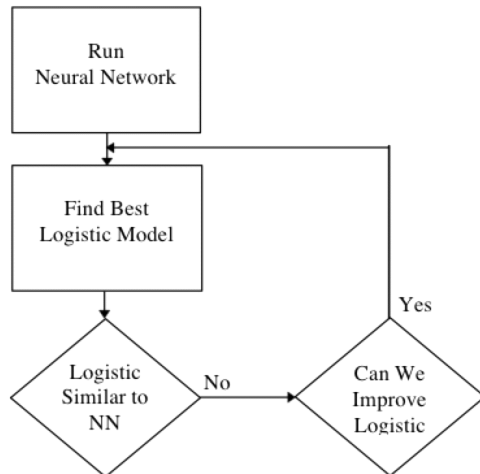 Run
Neural Network
Find Best
Logistic Model
Yes
Logistic
Similar to
NN
No
Can We
Improve
Logistic